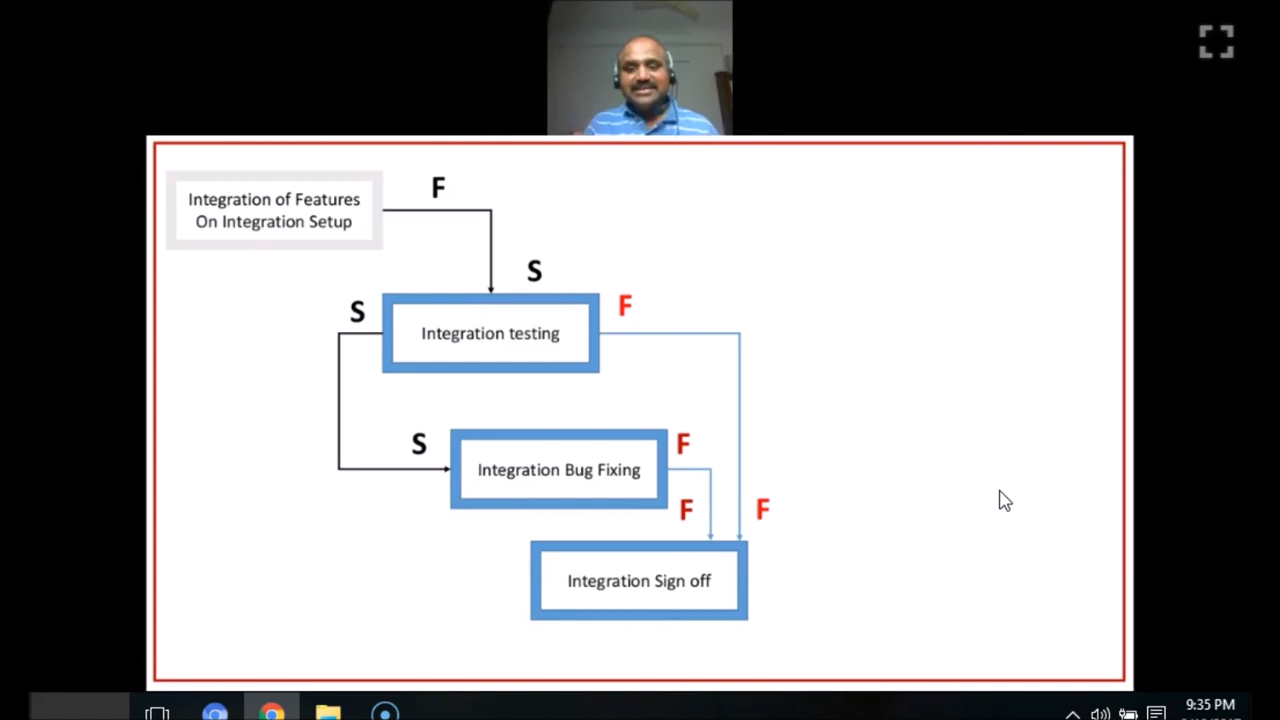 Integration of Features
On Integration Setup
F
S
S
Integration testing
F
S
Integration Bug Fixing
F
F
F
Integration Sign off
9:35 PM